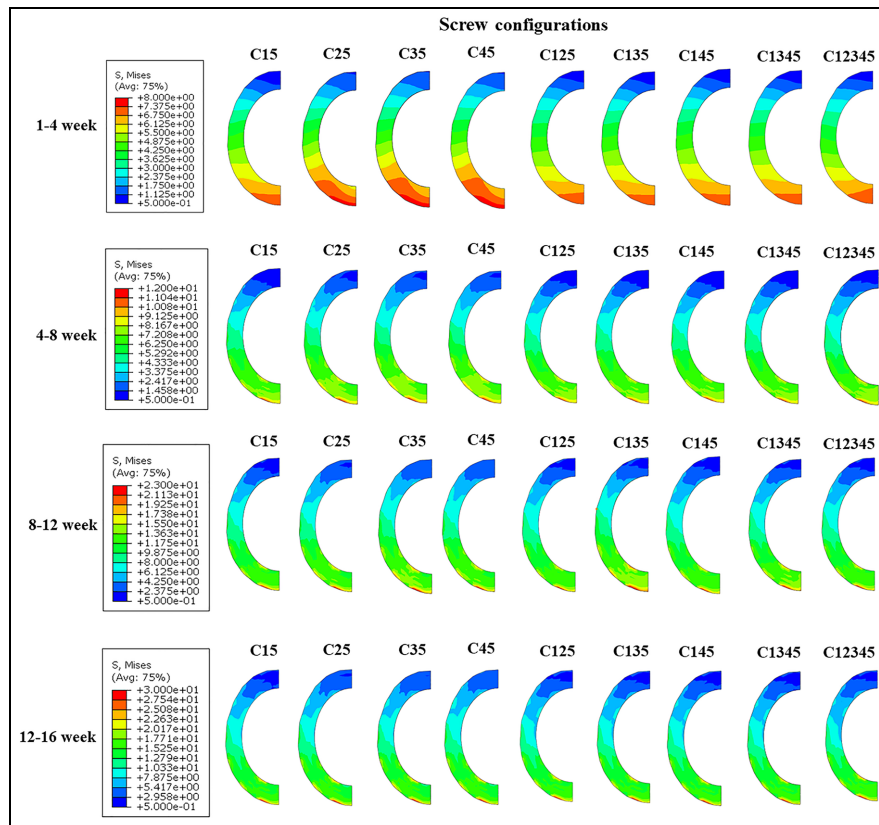 Screw configurations
C15 C25 C35 C45 C125 C135 C145 C1345 C12345
1-4 week
S, Mises
(Avg: 75%)
+8.000e+00
+7.375e+00
+6.750e+00
+6.125e+00
+5.500e+00
+4.875e+00
+4.250e+00
+3.625e+00
+3.000e+00
+2.375e+00
+1.750e+00
+1.125e+00
+5.000e-01
C15 C25 C35 C45 C125 C135 C145 C1345 C12345
4-8 week
S, Mises
(Avg: 75%)
+1.200e+01
+1.104e+01
+1.008e+01
+9.125e+00
+8.167e+00
+7.208e+00
+6.250e+00
+5.292e+00
+4.333e+00
+3.375e+00
+2.417e+00
+1.458e+00
+5.000e-01
C15 C25 C35 C45 C125 C135 C145 C1345 C12345
8-12 week
S, Mises
(Avg: 75%)
+2.300e+01
+2.113e+01
+1.925e+01
+1.738e+01
+1.550e+01
+1.363e+01
+1.175e+01
+9.875e+00
+8.000e+00
+6.125e+00
+4.250e+00
+2.375e+00
+5.000e-01
C15 C25 C35 C45 C125 C135 C145 C1345 C12345
12-16 week
S, Mises
(Avg: 75%)
+3.000e+01
+2.754e+01
+2.508e+01
+2.263e+01
+2.017e+01
+1.771e+01
+1.525e+01
+1.279e+01
+1.033e+01
+7.875e+00
+5.417e+00
+2.958e+00
+5.000e-01